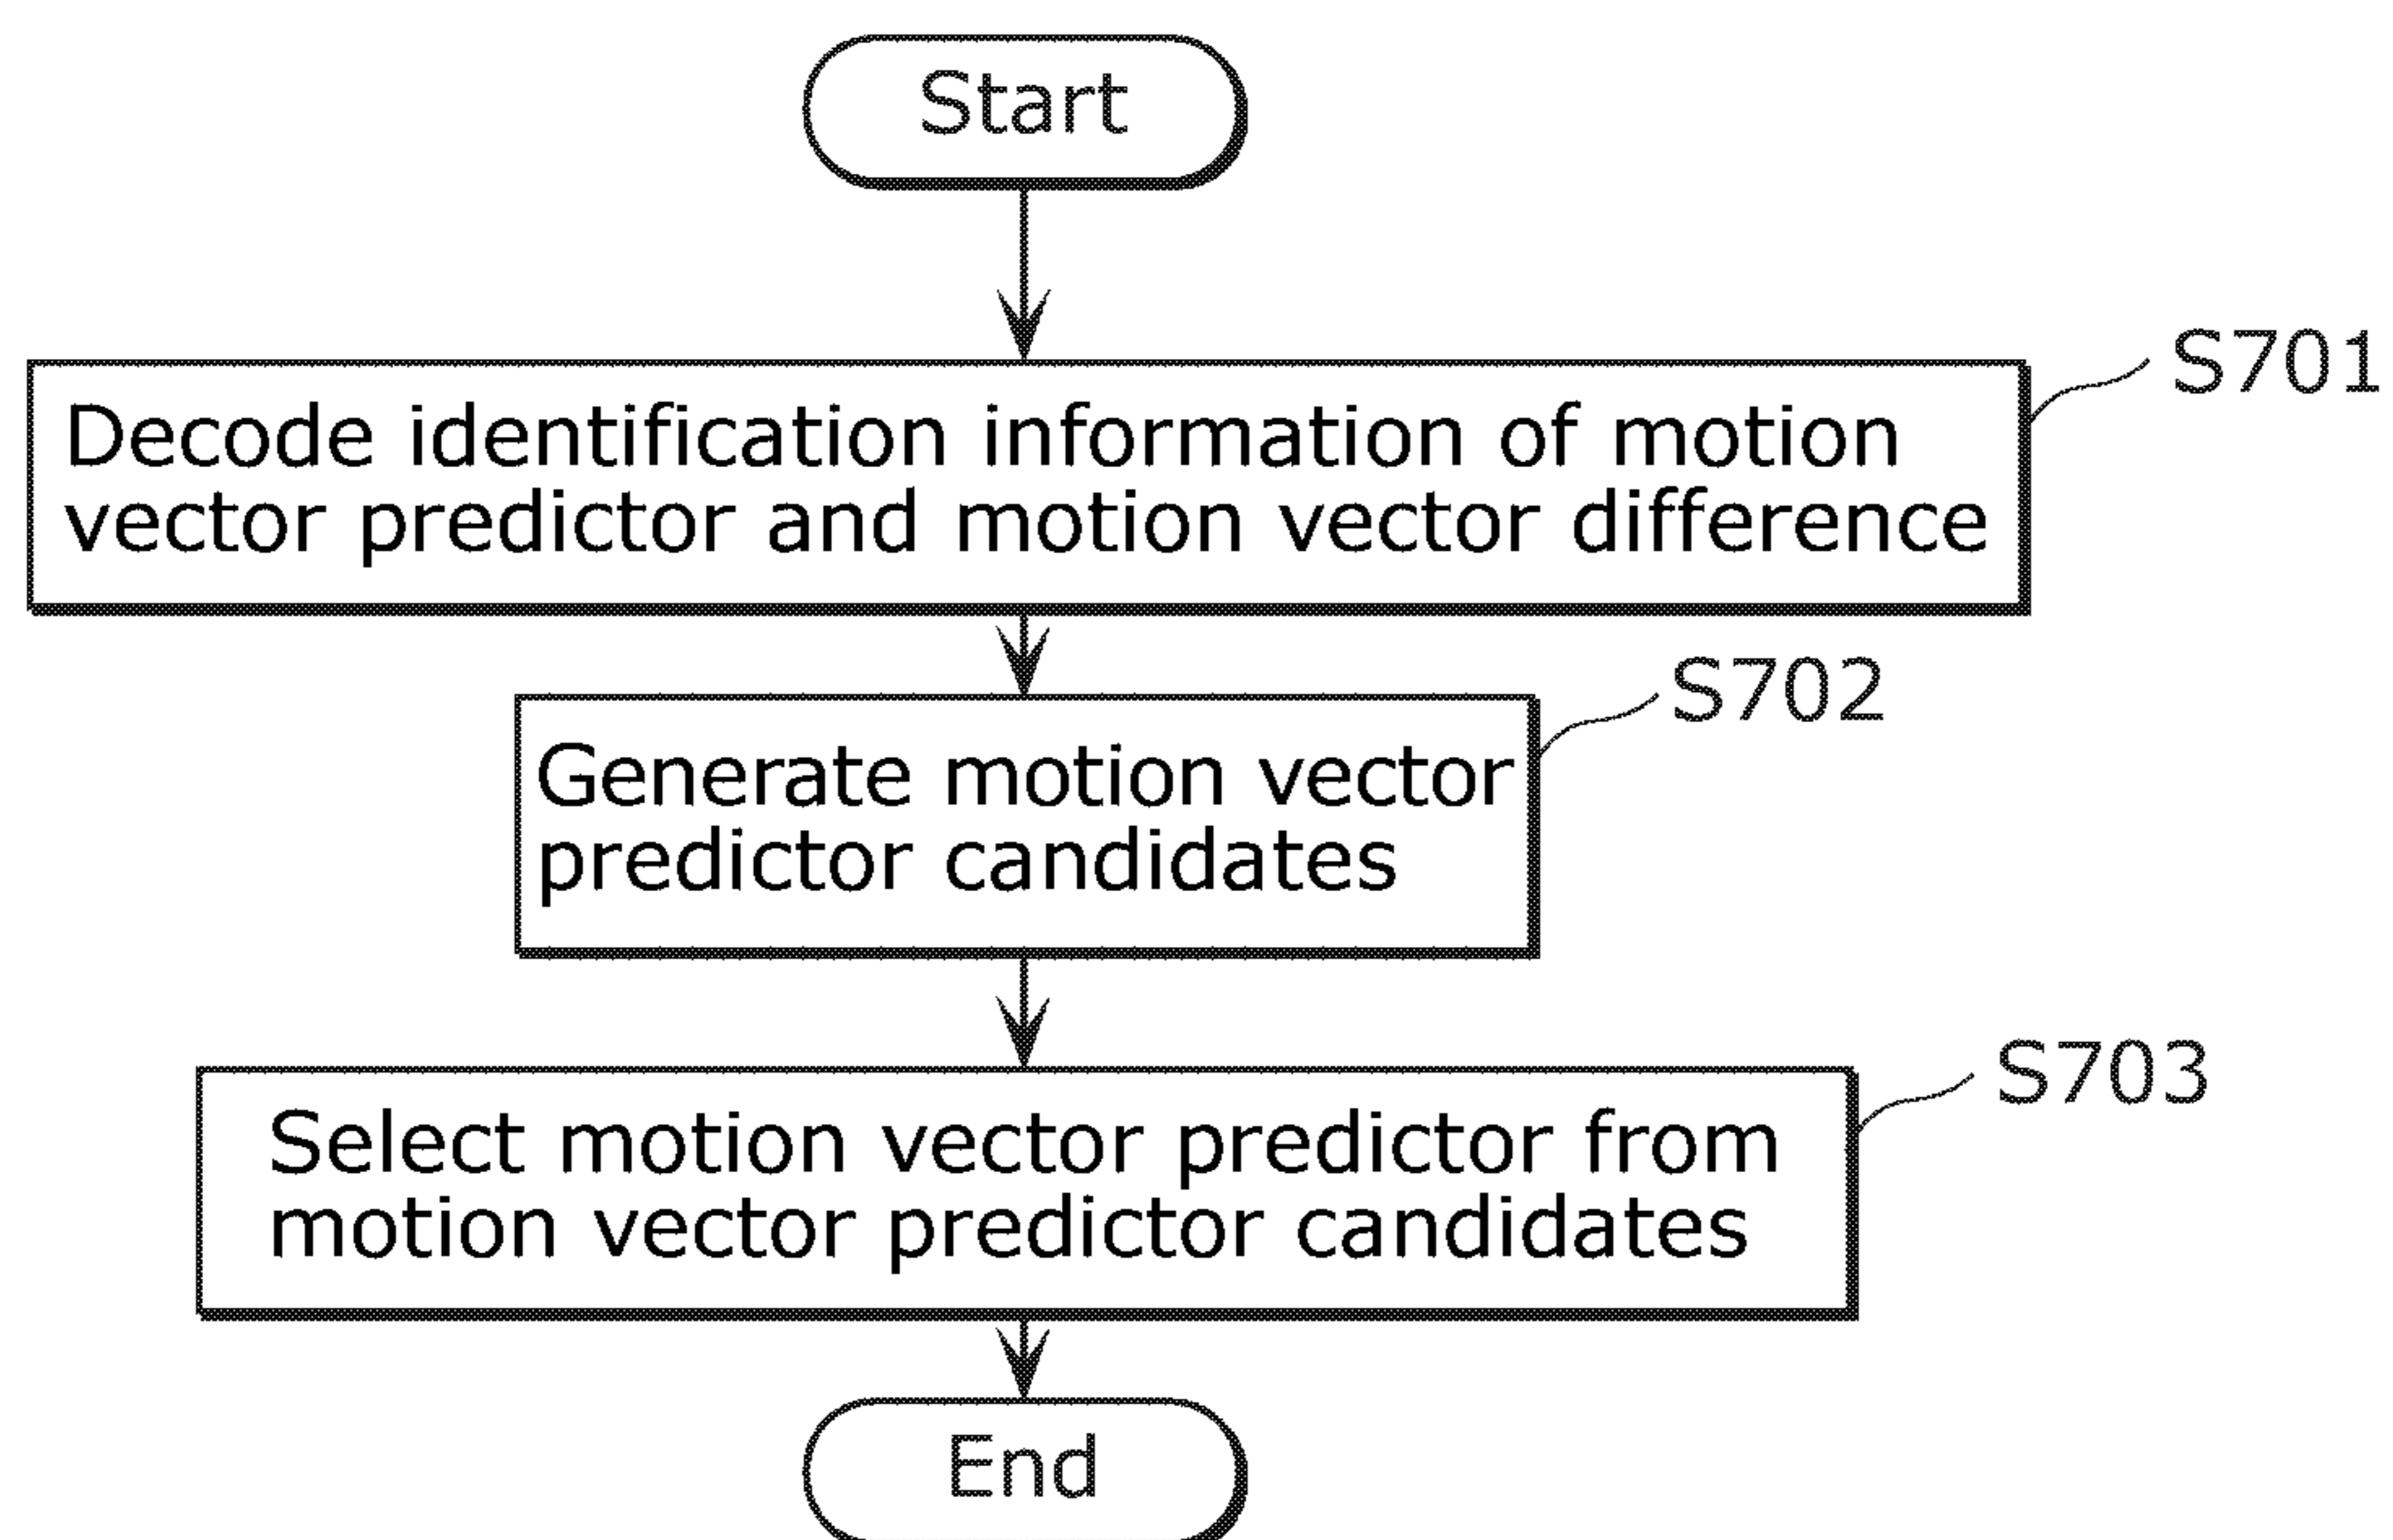 Start
S701
Decode identification information of motion
vector predictor and motion vector difference
S702
Generate motion vector
predictor candidates
S703
Select motion vector predictor from
motion vector predictor candidates
End